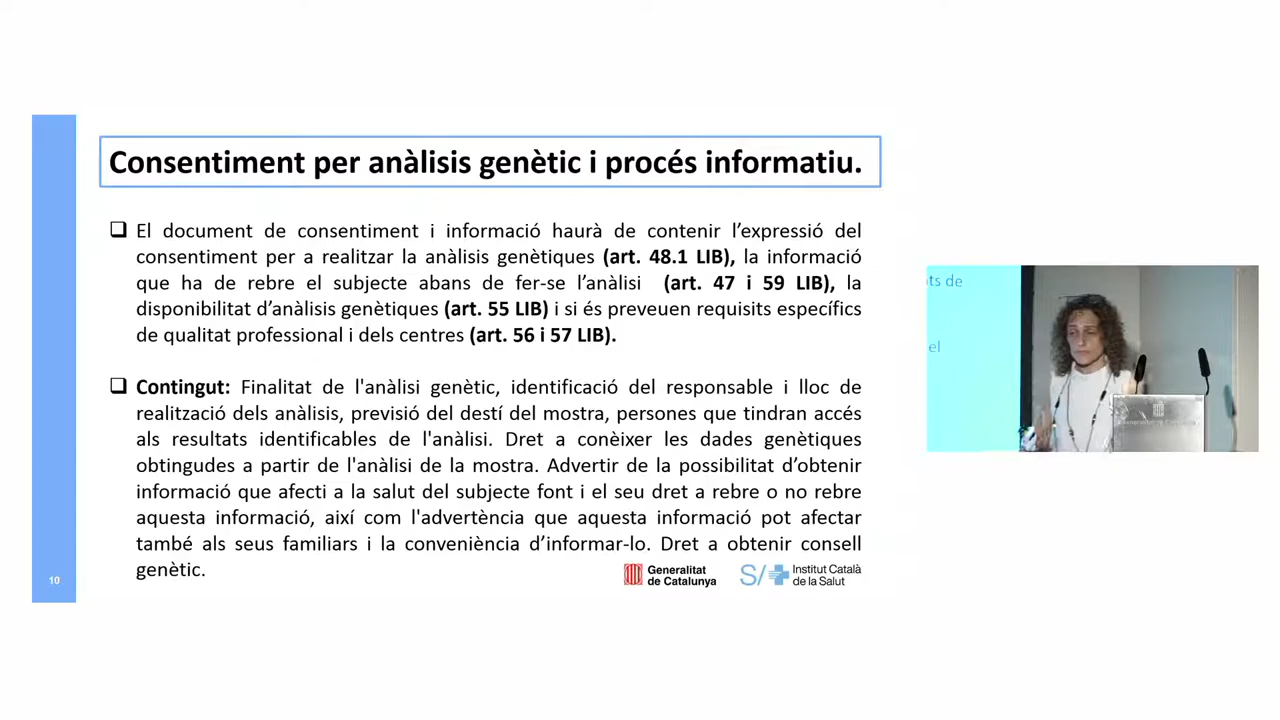 Consentiment per anàlisis genètic i procés informatiu.
El document de consentiment i informació haurà de contenir l’expressió del
consentiment per a realitzar la anàlisis genètiques (art. 48.1 LIB), la informació
que ha de rebre el subjecte abans de fer-se l’anàlisi (art. 47 i 59 LIB), la
disponibilitat d’anàlisis genètiques (art. 55 LIB) i si és preveuen requisits específics
de qualitat professional i dels centres (art. 56 i 57 LIB).
Contingut: Finalitat de l'anàlisi genètic, identificació del responsable i lloc de
realització dels anàlisis, previsió del destí del mostra, persones que tindran accés
als resultats identificables de l'anàlisi. Dret a conèixer les dades genètiques
obtingudes a partir de l'anàlisi de la mostra. Advertir de la possibilitat d’obtenir
informació que afecti a la salut del subjecte font i el seu dret a rebre o no rebre
aquesta informació, així com l'advertència que aquesta informació pot afectar
també als seus familiars i la conveniència d’informar-lo. Dret a obtenir consell
genètic.
10
Generalitat
de Catalunya
S/
Institut Català
de la Salut
de
el